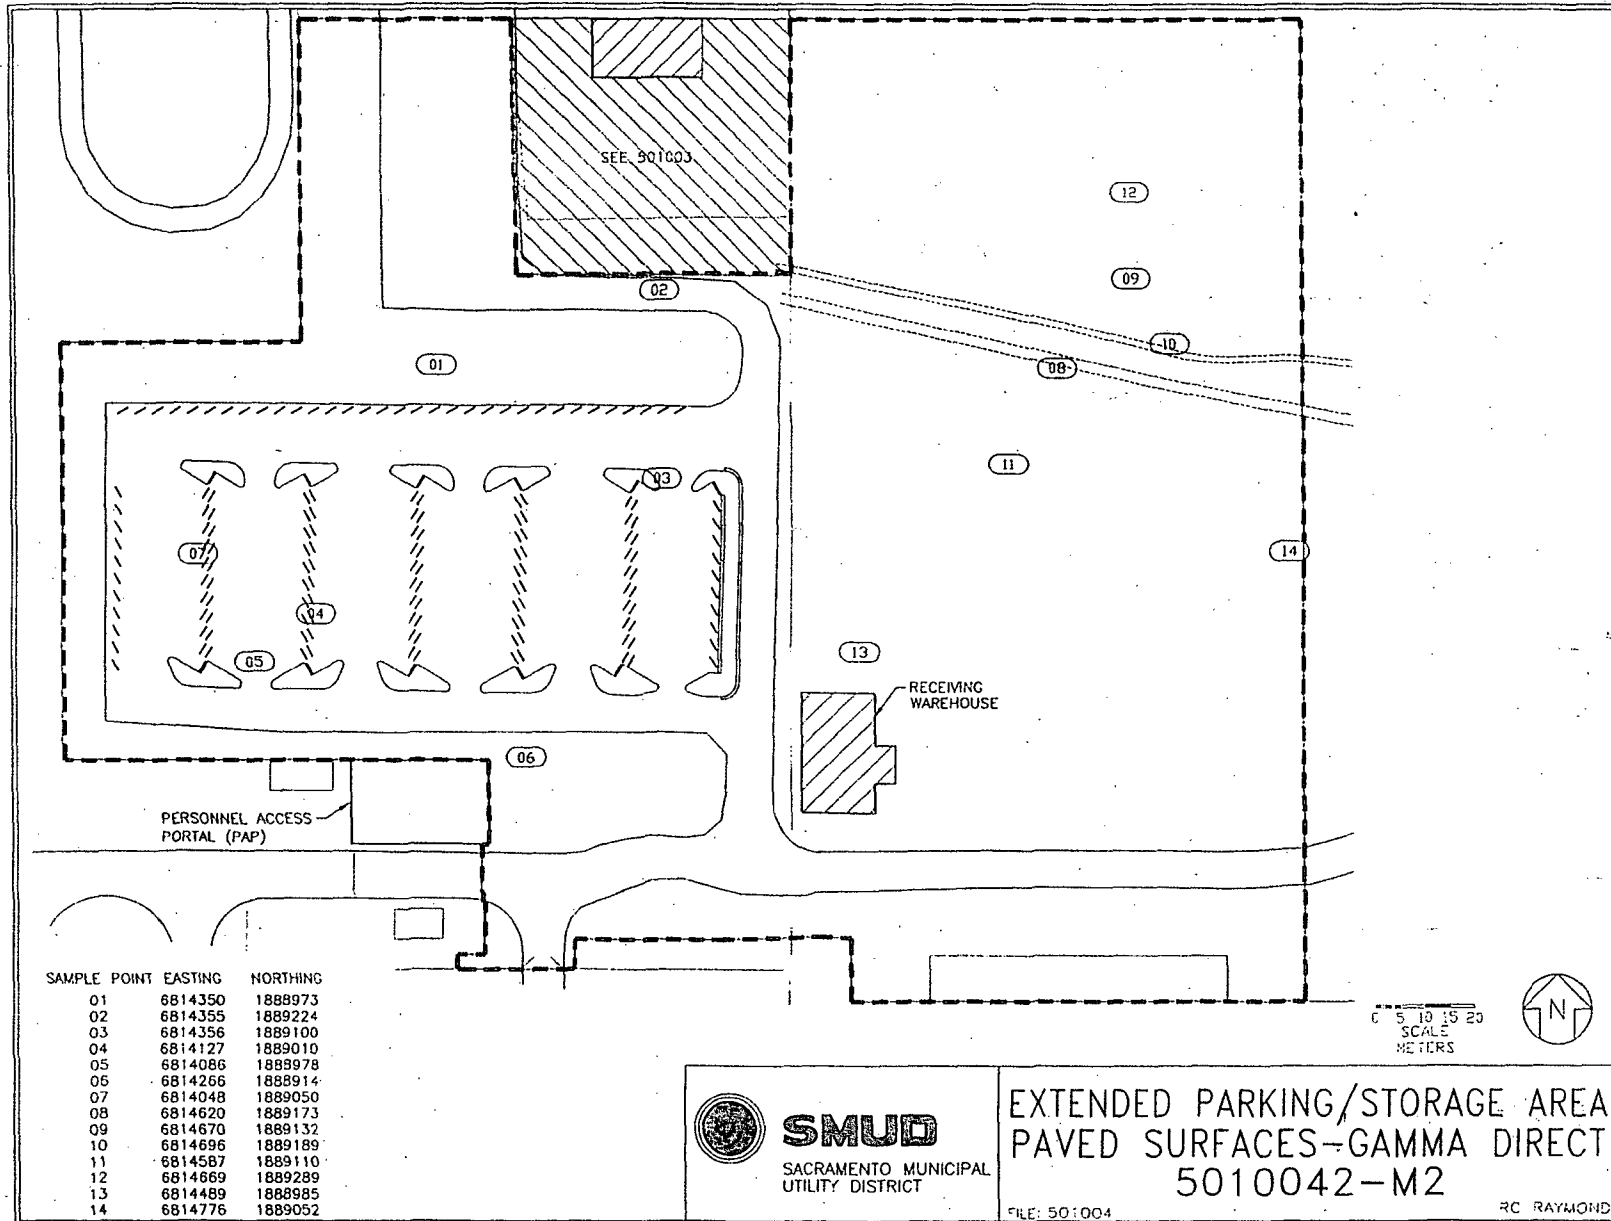 SEE 501003
12
09
02
10
08
01
11
03
07
14
04
05
13
RECEIVING
WAREHOUSE
06
PERSONNEL ACCESS
PORTAL (PAP)
SAMPLE POINT EASTING NORTHING
01 6814350 1888973
02 6814355 1889224
03 6814356 1889100
04 6814127 1889010
05 6814086 1888978
06 6814266 1888914
07 6814048 1889050
08 6814620 1889173
09 6814670 1889132
10 6814696 1889189
11 6814587 1889110
12 6814669 1889289
13 6814489 1888985
14 6814776 1889052
0 5 10 15 20
SCALE
METERS
N
SMUD
SACRAMENTO MUNICIPAL
UTILITY DISTRICT
EXTENDED PARKING/STORAGE AREA
PAVED SURFACES-GAMMA DIRECT
5010042-M2
FILE: 501004
RC RAYMOND